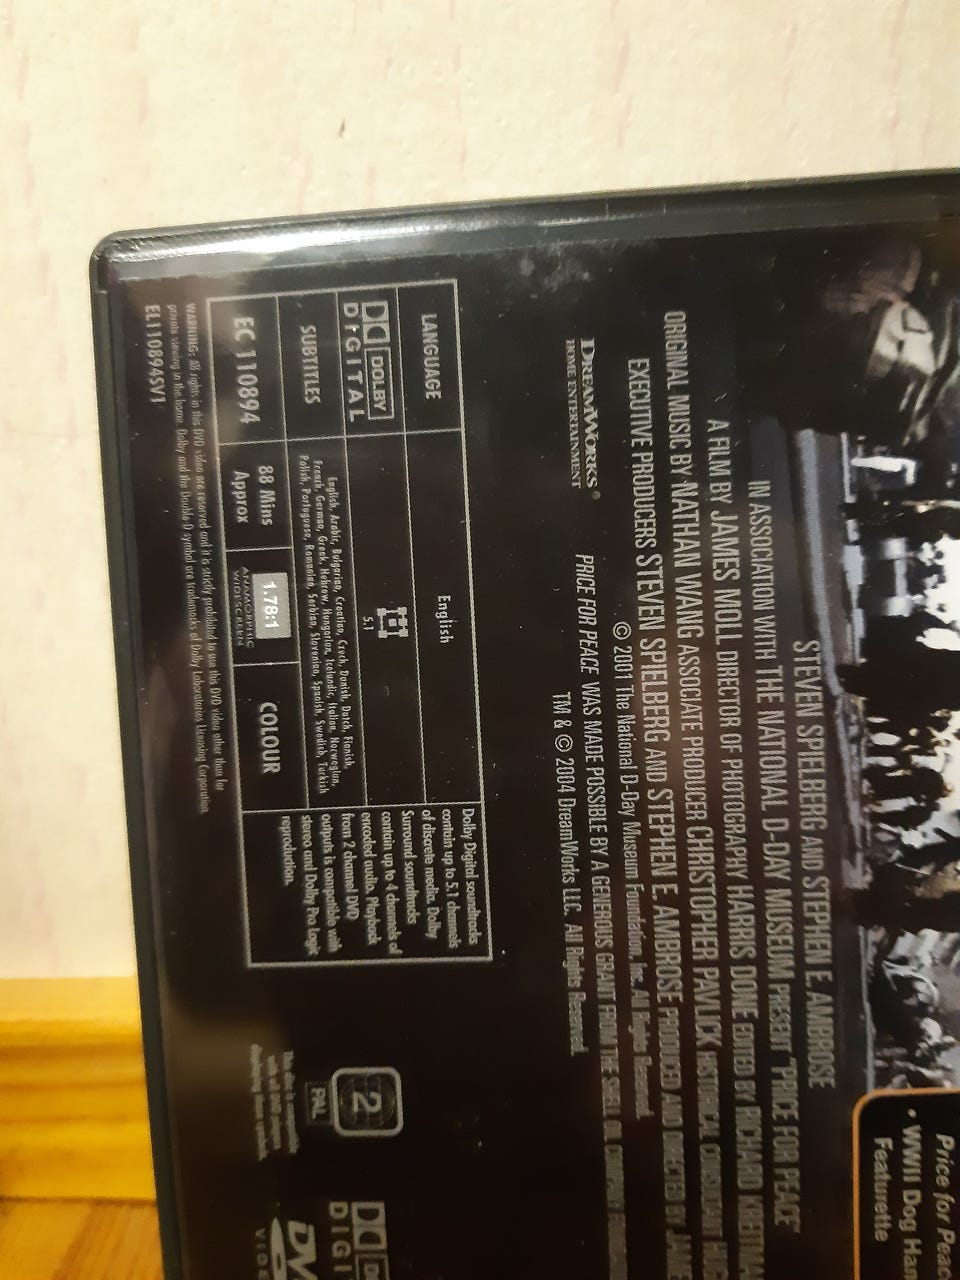 Price for Peac
• WWII Dog Han
Featurette
STEVEN SPIELBERG AND STEPHEN E. AMBROSE
IN ASSOCIATION WITH THE NATIONAL D-DAY MUSEUM PRESENT "PRICE FOR PEACE"
A FILM BY JAMES MOLL DIRECTOR OF PHOTOGRAPHY HARRIS DONE EDITED BY RICHARD
ORIGINAL MUSIC BY NATHAN WANG ASSOCIATE PRODUCER CHRISTOPHER PAVLICK HISTORICAL CONSULTANT
EXECUTIVE PRODUCERS STEVEN SPIELBERG AND STEPHEN E. AMBROSE PRODUCED AND DIRECTED BY
© 2001 The National D-Day Museum Foundation, Inc. All Rights Reserved.
DREAMWORKS®
HOME ENTERTAINMENT
PRICE FOR PEACE WAS MADE POSSIBLE BY A GENEROUS GRANT FROM THE
TM & © 2004 DreamWorks LLC. All Rights Reserved.
LANGUAGE
English
DOLBY
DIGITAL
5.1
SUBTITLES
English, Arabic, Bulgarian, Croatian, Czech, Danish, Dutch, Finnish,
French, German, Greek, Hebrew, Hungarian, Icelandic, Italian, Norwegian,
Polish, Portuguese, Romanian, Serbian, Slovenian, Spanish, Swedish, Turkish
EC 110894
88 Mins
Approx
1.78:1
ANAMORPHIC
WIDESCREEN
COLOUR
Dolby Digital soundtracks
contain up to 5.1 channels
of discrete media. Dolby
Surround soundtracks
contain up to 4 channels of
encoded audio. Playback
from 2 channel DVD
outputs is compatible with
stereo and Dolby Pro Logic
reproduction.
2
PAL
D
DIGI
DV
VIDE
WARNING: All rights in this DVD video are reserved and it is strictly prohibited to use this DVD video other than for
private viewing in the home. Dolby and the Double-D symbol are trademarks of Dolby Laboratories Licensing Corporation.
EL110894SV1